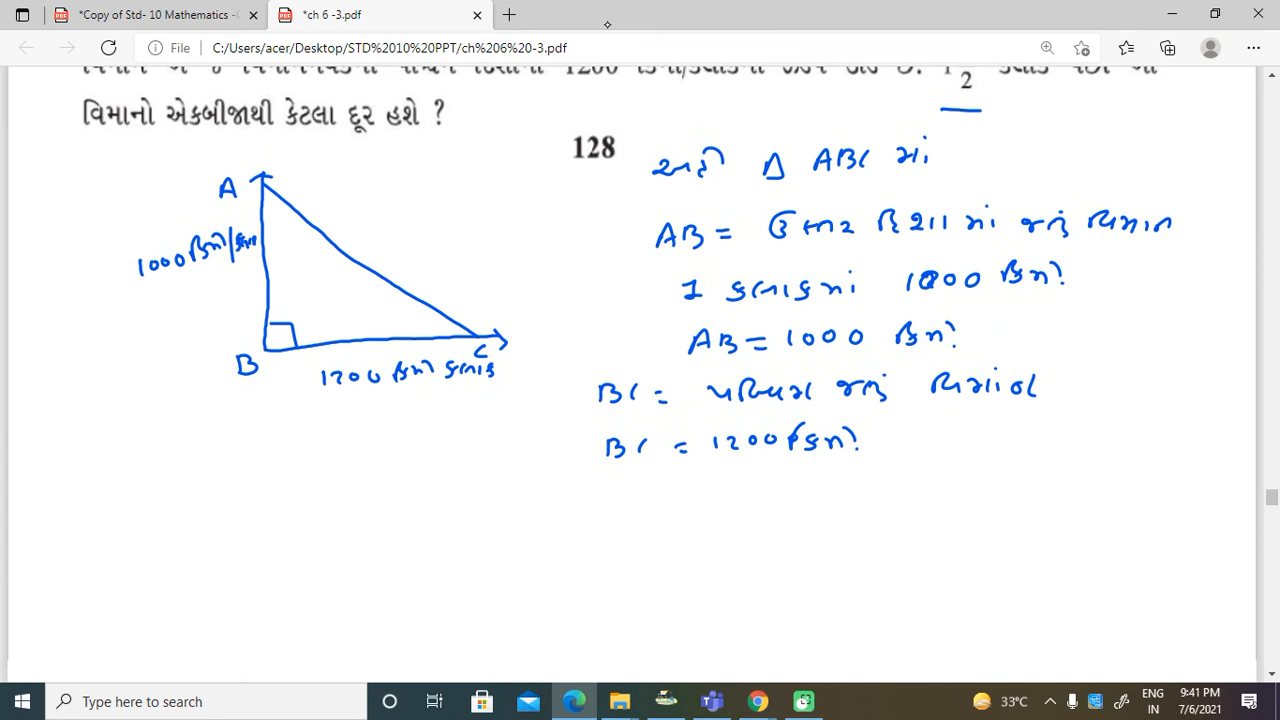 *Copy of Std- 10 Mathematics -
*ch 6 -3.pdf
File
C:/Users/acer/Desktop/STD%2010%20PPT/ch%206%20-3.pdf
1200
2
વિમાનો એકબીજાથી કેટલા દૂર હશે ?
128
અહીં Δ ABC માં
AB = ઉત્તર દિશા માં જતું વિમાન
1 કલાકમાં 1000 કિમી
AB = 1000 કિમી
BC = પશ્ચિમ જતું
BC = 1200 કિમી
A
1000 કિમી/કલાક
B
C
1200 કિમી કલાક
Type here to search
33°C
ENG
IN
9:41 PM
7/6/2021